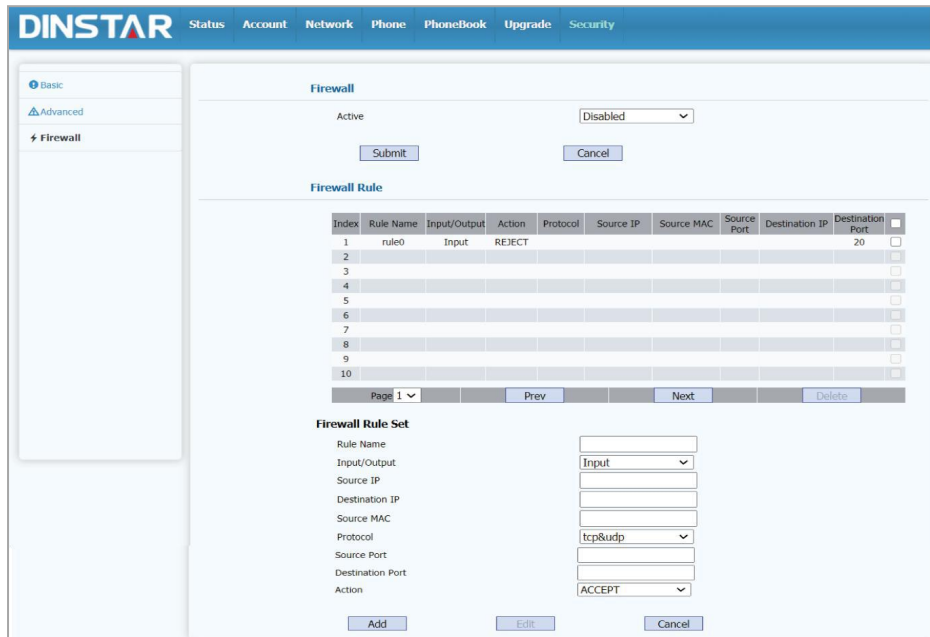 DINSTAR Status Account Network Phone PhoneBook Upgrade Security
Basic
Advanced
Firewall
Firewall
Active Disabled
Submit Cancel
Firewall Rule
Index Rule Name Input/Output Action Protocol Source IP Source MAC Source Port Destination IP Destination Port
1 rule0 Input REJECT 20
2
3
4
5
6
7
8
9
10
Page 1 Prev Next Delete
Firewall Rule Set
Rule Name
Input/Output Input
Source IP
Destination IP
Source MAC
Protocol tcp&udp
Source Port
Destination Port
Action ACCEPT
Add Edit Cancel